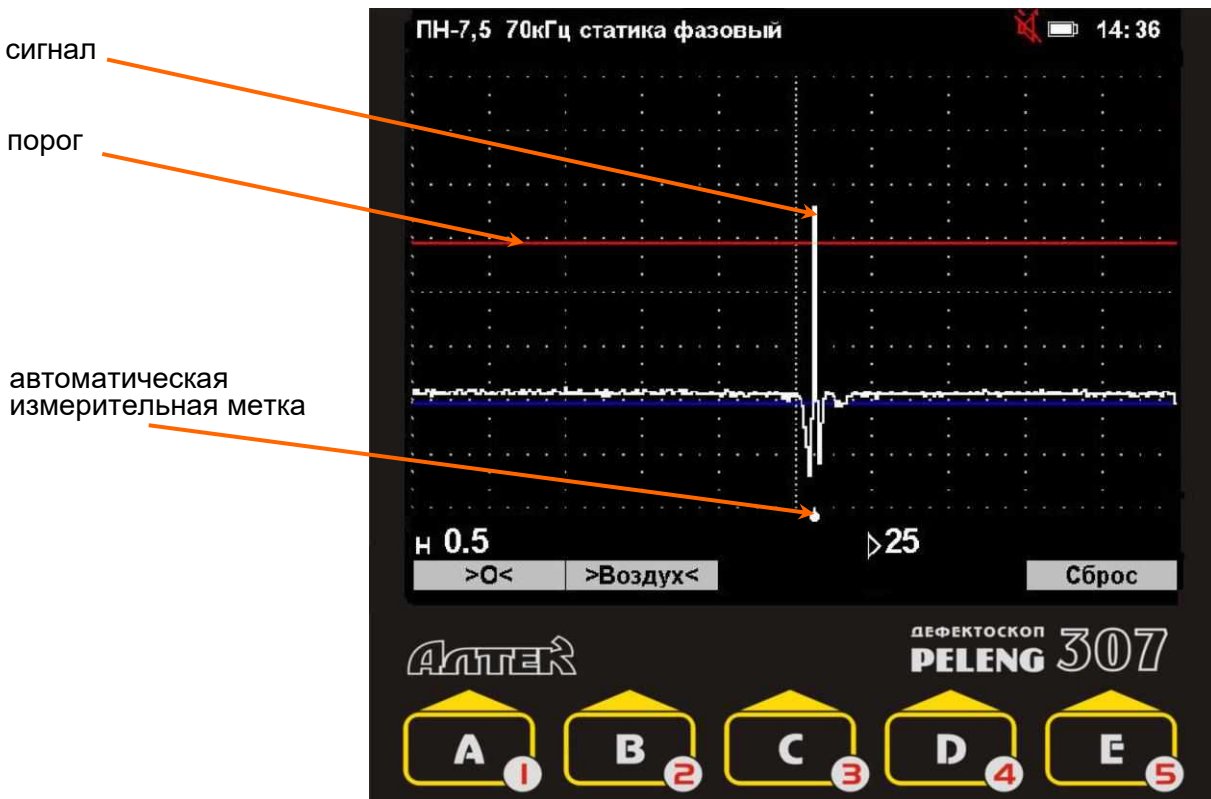 ПН-7,5 70кГц статика фазовый 14:36
сигнал
порог
автоматическая
измерительная метка
н 0.5 25
>О< >Воздух< Сброс
АЛТЕК
ДЕФЕКТОСКОП
PELENG 307
A 1 B 2 C 3 D 4 E 5